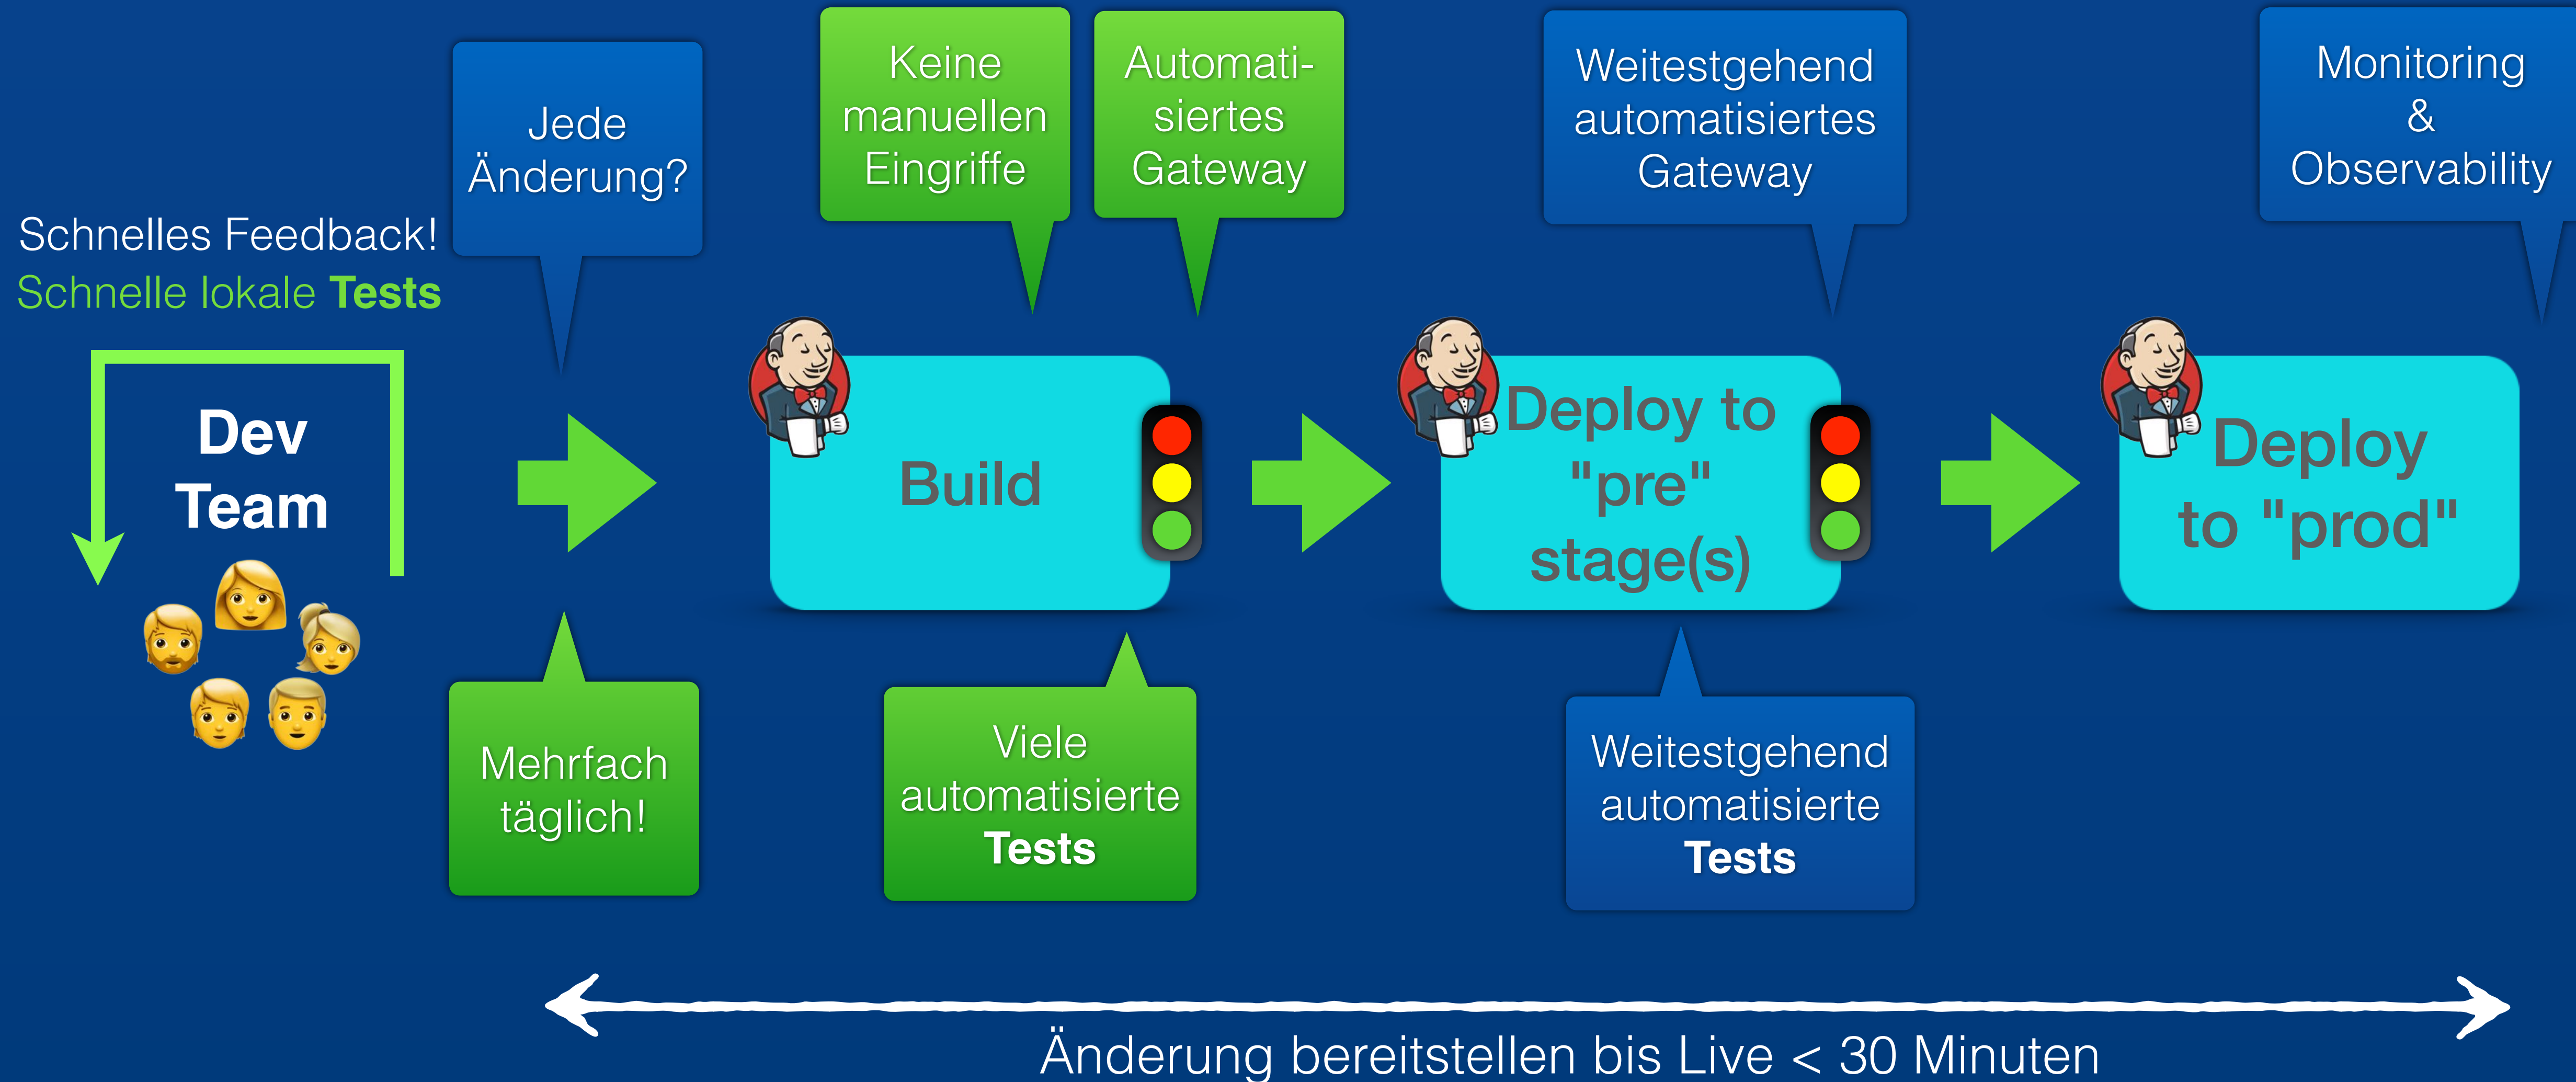 Schnelles Feedback!
Schnelle lokale Tests
Dev
Team
Jede
Änderung?
Mehrfach
täglich!
Keine
manuellen
Eingriffe
Automati-
siertes
Gateway
Build
Viele
automatisierte
Tests
Weitestgehend
automatisiertes
Gateway
Deploy to
"pre"
stage(s)
Weitestgehend
automatisierte
Tests
Monitoring
&
Observability
Deploy
to "prod"
Änderung bereitstellen bis Live < 30 Minuten